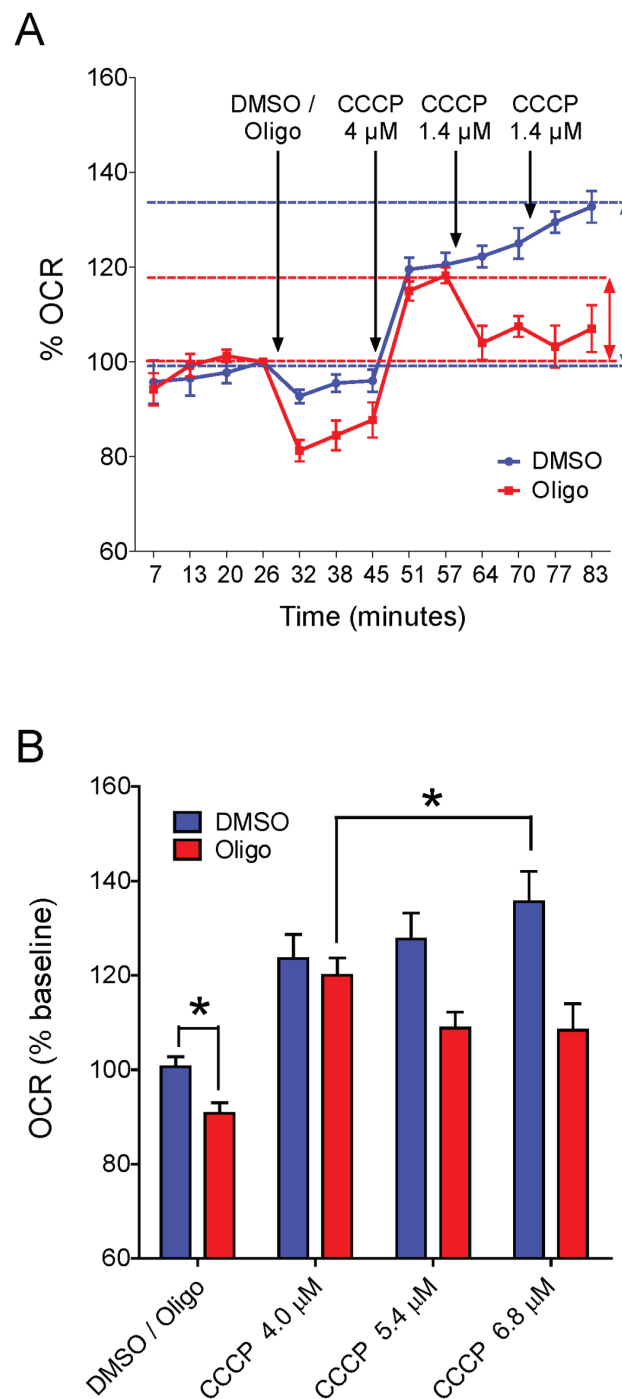 A
160
140
120
100
80
60
% OCR
DMSO /
Oligo
CCCP
4 µM
CCCP
1.4 µM
CCCP
1.4 µM
DMSO
Oligo
7 13 20 26 32 38 45 51 57 64 70 77 83
Time (minutes)
B
160
140
120
100
80
60
OCR (% baseline)
DMSO
Oligo
*
*
DMSO / Oligo
CCCP 4.0 µM
CCCP 5.4 µM
CCCP 6.8 µM